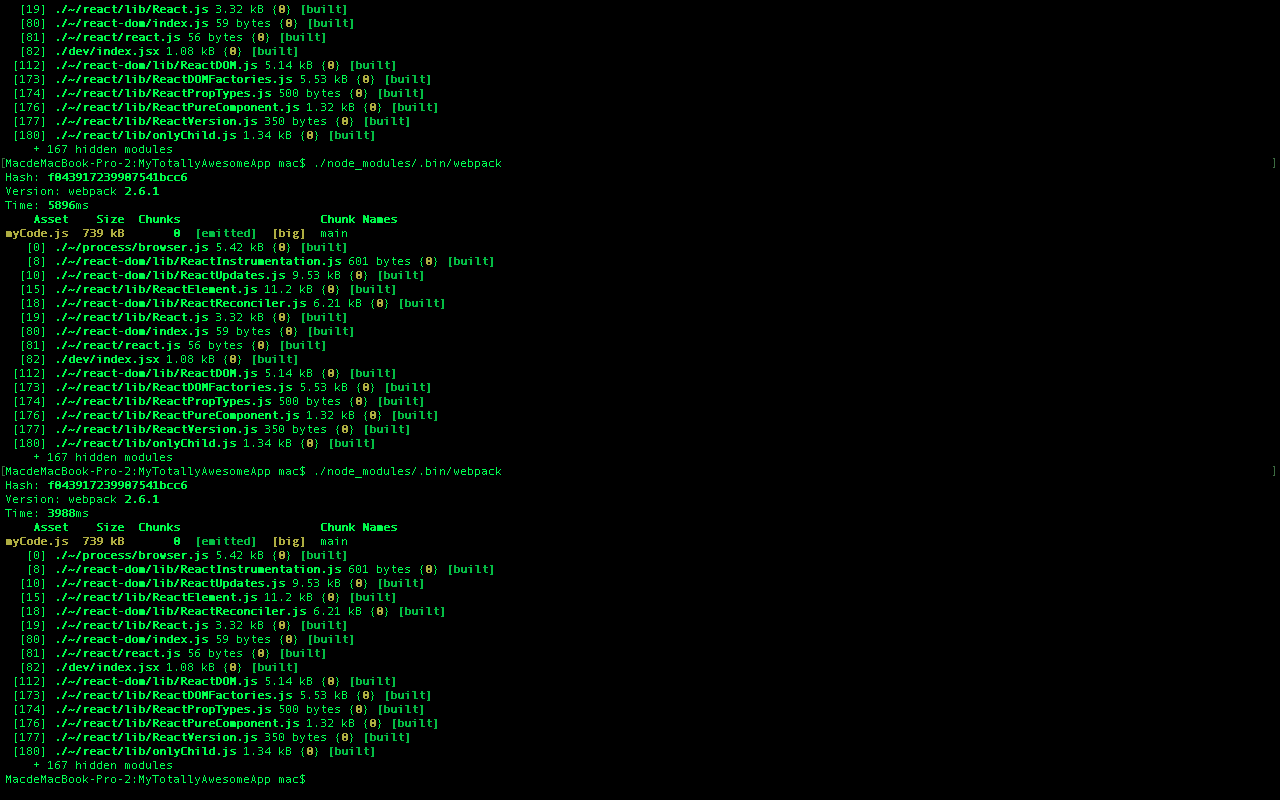 [19] ./~/react/lib/React.js 3.32 kB {0} [built]
[80] ./~/react-dom/index.js 59 bytes {0} [built]
[81] ./~/react/react.js 56 bytes {0} [built]
[82] ./dev/index.jsx 1.08 kB {0} [built]
[112] ./~/react-dom/lib/ReactDOM.js 5.14 kB {0} [built]
[173] ./~/react/lib/ReactDOMFactories.js 5.53 kB {0} [built]
[174] ./~/react/lib/ReactPropTypes.js 500 bytes {0} [built]
[176] ./~/react/lib/ReactPureComponent.js 1.32 kB {0} [built]
[177] ./~/react/lib/ReactVersion.js 350 bytes {0} [built]
[180] ./~/react/lib/onlyChild.js 1.34 kB {0} [built]
+ 167 hidden modules
[MacdeMacBook-Pro-2:MyTotallyAwesomeApp mac$ ./node_modules/.bin/webpack ]
Hash: f043917239907541bcc6
Version: webpack 2.6.1
Time: 5896ms
Asset Size Chunks Chunk Names
myCode.js 739 kB 0 [emitted] [big] main
[0] ./~/process/browser.js 5.42 kB {0} [built]
[8] ./~/react-dom/lib/ReactInstrumentation.js 601 bytes {0} [built]
[10] ./~/react-dom/lib/ReactUpdates.js 9.53 kB {0} [built]
[15] ./~/react/lib/ReactElement.js 11.2 kB {0} [built]
[18] ./~/react-dom/lib/ReactReconciler.js 6.21 kB {0} [built]
[19] ./~/react/lib/React.js 3.32 kB {0} [built]
[80] ./~/react-dom/index.js 59 bytes {0} [built]
[81] ./~/react/react.js 56 bytes {0} [built]
[82] ./dev/index.jsx 1.08 kB {0} [built]
[112] ./~/react-dom/lib/ReactDOM.js 5.14 kB {0} [built]
[173] ./~/react/lib/ReactDOMFactories.js 5.53 kB {0} [built]
[174] ./~/react/lib/ReactPropTypes.js 500 bytes {0} [built]
[176] ./~/react/lib/ReactPureComponent.js 1.32 kB {0} [built]
[177] ./~/react/lib/ReactVersion.js 350 bytes {0} [built]
[180] ./~/react/lib/onlyChild.js 1.34 kB {0} [built]
+ 167 hidden modules
[MacdeMacBook-Pro-2:MyTotallyAwesomeApp mac$ ./node_modules/.bin/webpack ]
Hash: f043917239907541bcc6
Version: webpack 2.6.1
Time: 3988ms
Asset Size Chunks Chunk Names
myCode.js 739 kB 0 [emitted] [big] main
[0] ./~/process/browser.js 5.42 kB {0} [built]
[8] ./~/react-dom/lib/ReactInstrumentation.js 601 bytes {0} [built]
[10] ./~/react-dom/lib/ReactUpdates.js 9.53 kB {0} [built]
[15] ./~/react/lib/ReactElement.js 11.2 kB {0} [built]
[18] ./~/react-dom/lib/ReactReconciler.js 6.21 kB {0} [built]
[19] ./~/react/lib/React.js 3.32 kB {0} [built]
[80] ./~/react-dom/index.js 59 bytes {0} [built]
[81] ./~/react/react.js 56 bytes {0} [built]
[82] ./dev/index.jsx 1.08 kB {0} [built]
[112] ./~/react-dom/lib/ReactDOM.js 5.14 kB {0} [built]
[173] ./~/react/lib/ReactDOMFactories.js 5.53 kB {0} [built]
[174] ./~/react/lib/ReactPropTypes.js 500 bytes {0} [built]
[176] ./~/react/lib/ReactPureComponent.js 1.32 kB {0} [built]
[177] ./~/react/lib/ReactVersion.js 350 bytes {0} [built]
[180] ./~/react/lib/onlyChild.js 1.34 kB {0} [built]
+ 167 hidden modules
MacdeMacBook-Pro-2:MyTotallyAwesomeApp mac$